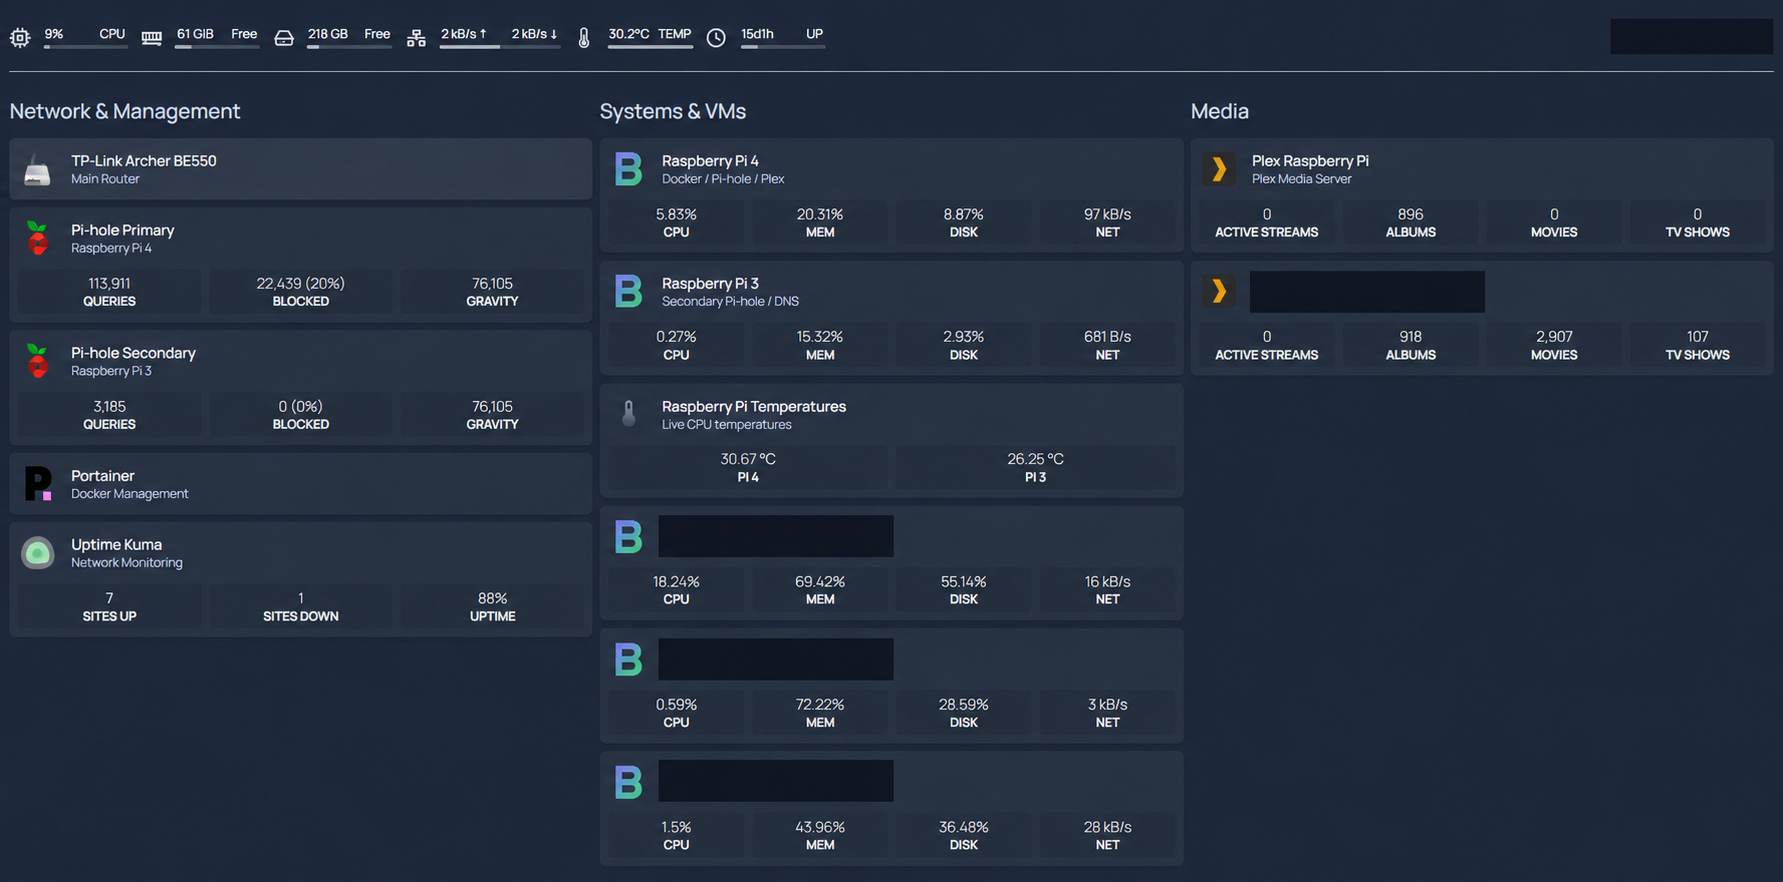 9% CPU 61 GIB Free 218 GB Free 2 kB/s ↑ 2 kB/s ↓ 30.2°C TEMP 15d1h UP
Network & Management
TP-Link Archer BE550
Main Router
Pi-hole Primary
Raspberry Pi 4
113,911 22,439 (20%) 76,105
QUERIES BLOCKED GRAVITY
Pi-hole Secondary
Raspberry Pi 3
3,185 0 (0%) 76,105
QUERIES BLOCKED GRAVITY
Portainer
Docker Management
Uptime Kuma
Network Monitoring
7 1 88%
SITES UP SITES DOWN UPTIME
Systems & VMs
Raspberry Pi 4
Docker / Pi-hole / Plex
5.83% 20.31% 8.87% 97 kB/s
CPU MEM DISK NET
Raspberry Pi 3
Secondary Pi-hole / DNS
0.27% 15.32% 2.93% 681 B/s
CPU MEM DISK NET
Raspberry Pi Temperatures
Live CPU temperatures
30.67 °C 26.25 °C
PI 4 PI 3
18.24% 69.42% 55.14% 16 kB/s
CPU MEM DISK NET
0.59% 72.22% 28.59% 3 kB/s
CPU MEM DISK NET
1.5% 43.96% 36.48% 28 kB/s
CPU MEM DISK NET
Media
Plex Raspberry Pi
Plex Media Server
0 896 0 0
ACTIVE STREAMS ALBUMS MOVIES TV SHOWS
0 918 2,907 107
ACTIVE STREAMS ALBUMS MOVIES TV SHOWS